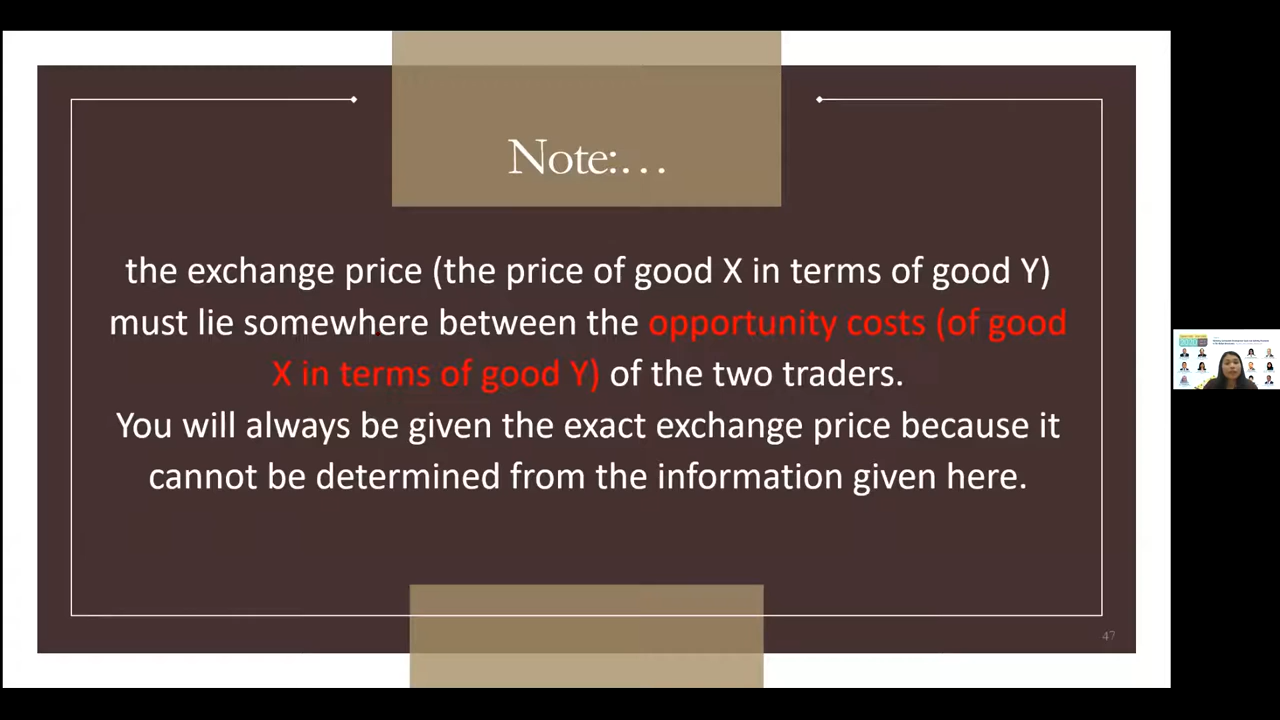 Note:...
the exchange price (the price of good X in terms of good Y)
must lie somewhere between the opportunity costs (of good
X in terms of good Y) of the two traders.
You will always be given the exact exchange price because it
cannot be determined from the information given here.
47